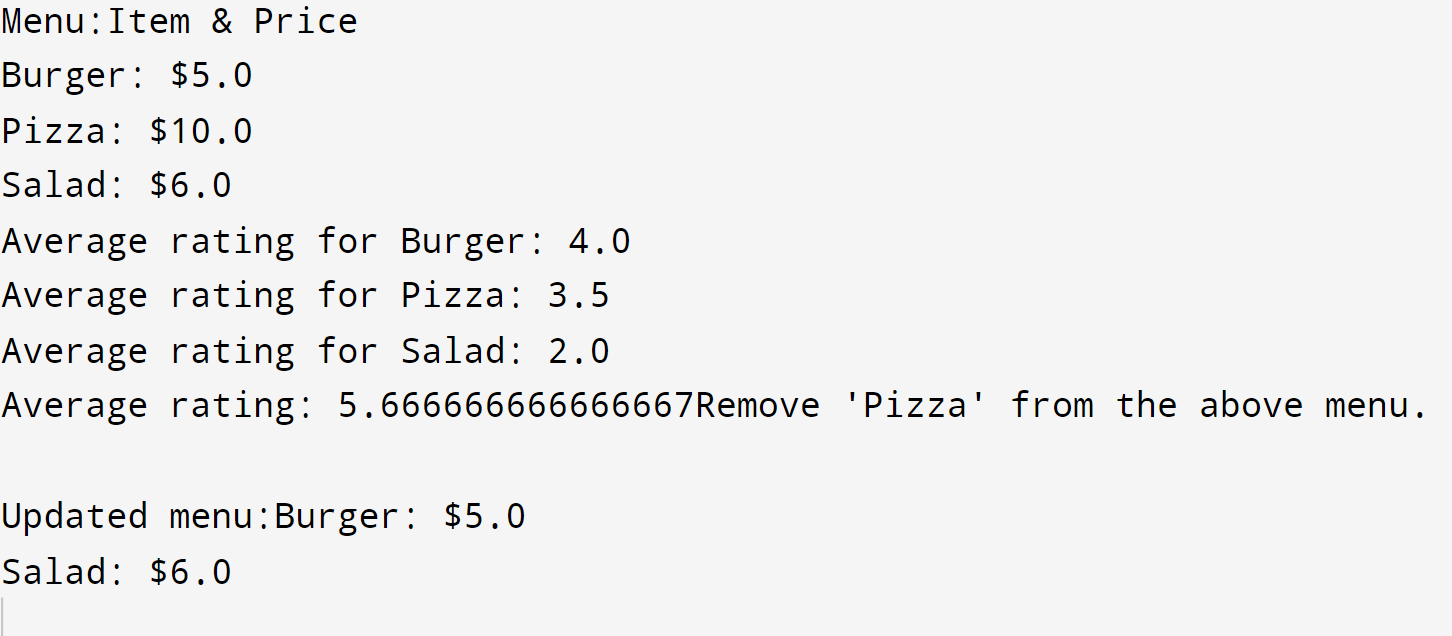 Menu:Item & Price
Burger: $5.0
Pizza: $10.0
Salad: $6.0
Average rating for Burger: 4.0
Average rating for Pizza: 3.5
Average rating for Salad: 2.0
Average rating: 5.666666666666667Remove 'Pizza' from the above menu.
Updated menu:Burger: $5.0
Salad: $6.0